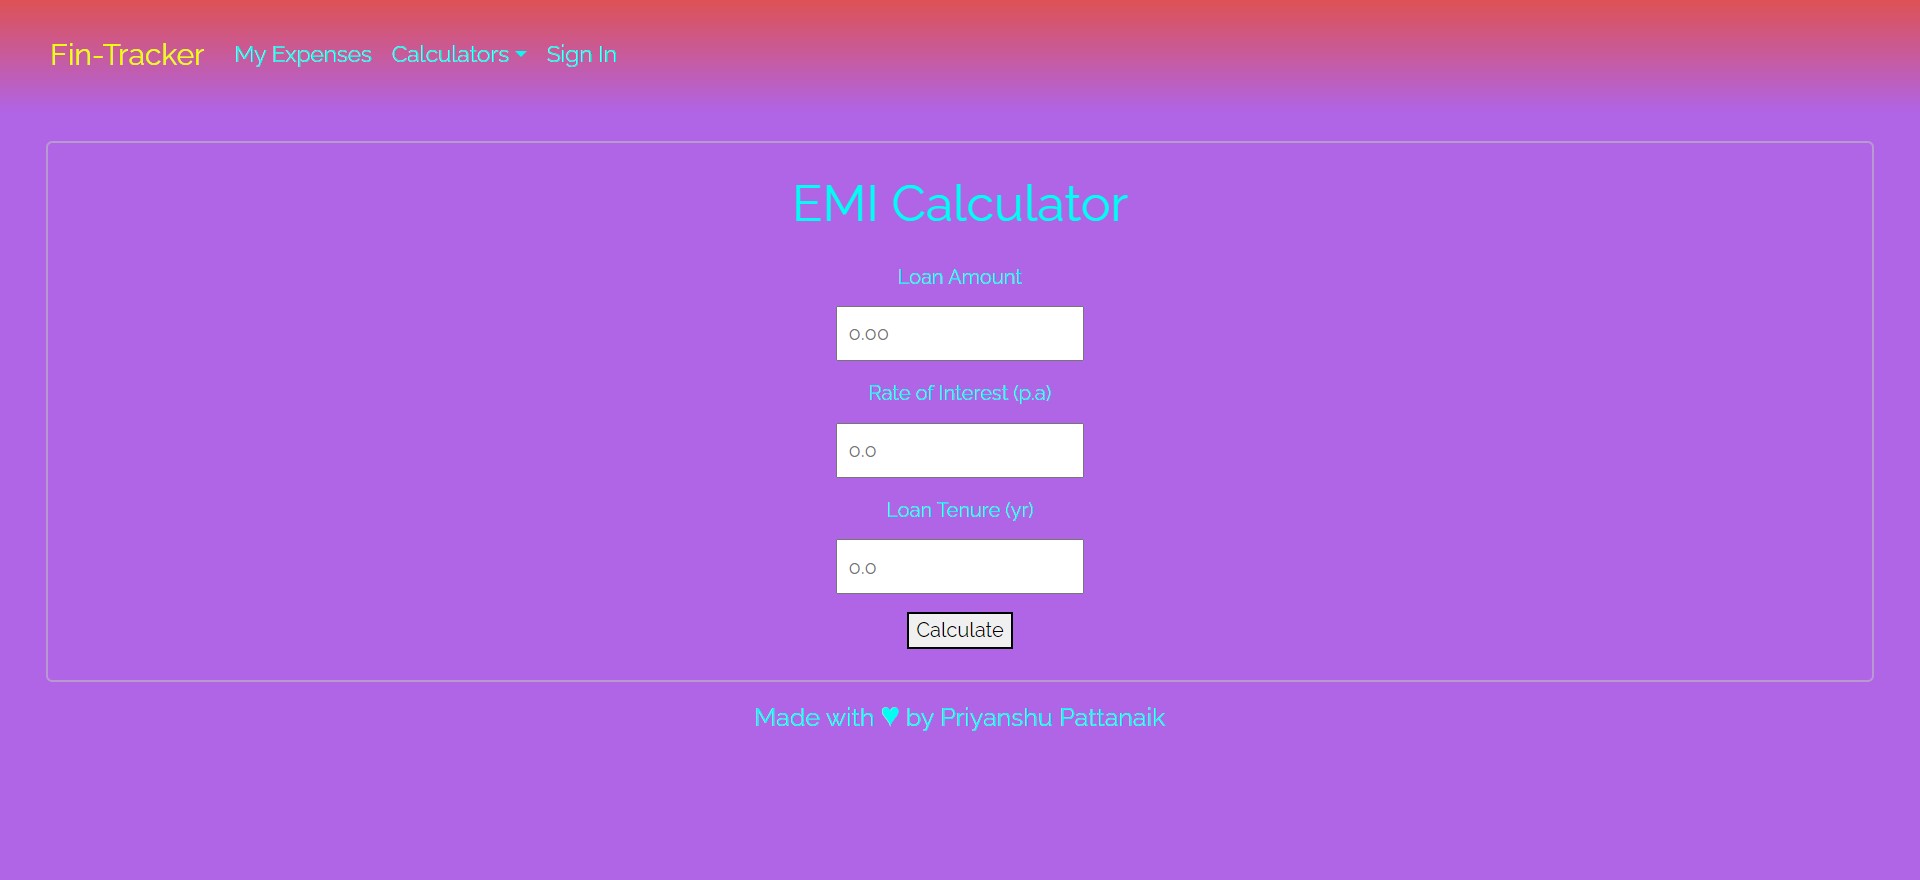 Fin-Tracker My Expenses Calculators Sign In
EMI Calculator
Loan Amount
0.00
Rate of Interest (p.a)
0.0
Loan Tenure (yr)
0.0
Calculate
Made with ♥ by Priyanshu Pattanaik